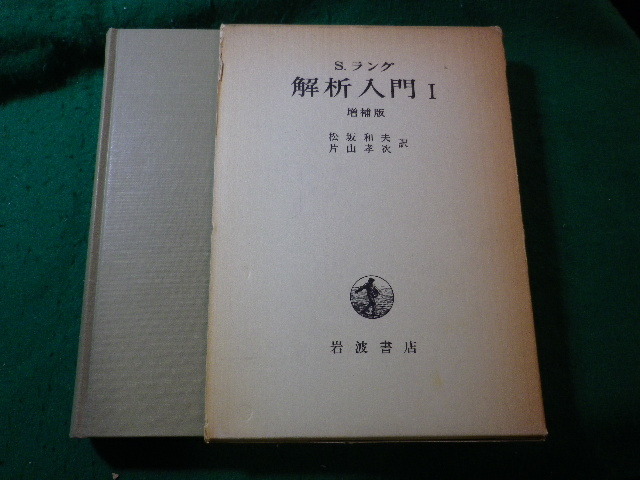 S. ラング
解析入門 I
増補版
松坂和夫
片山孝次 訳
岩波書店